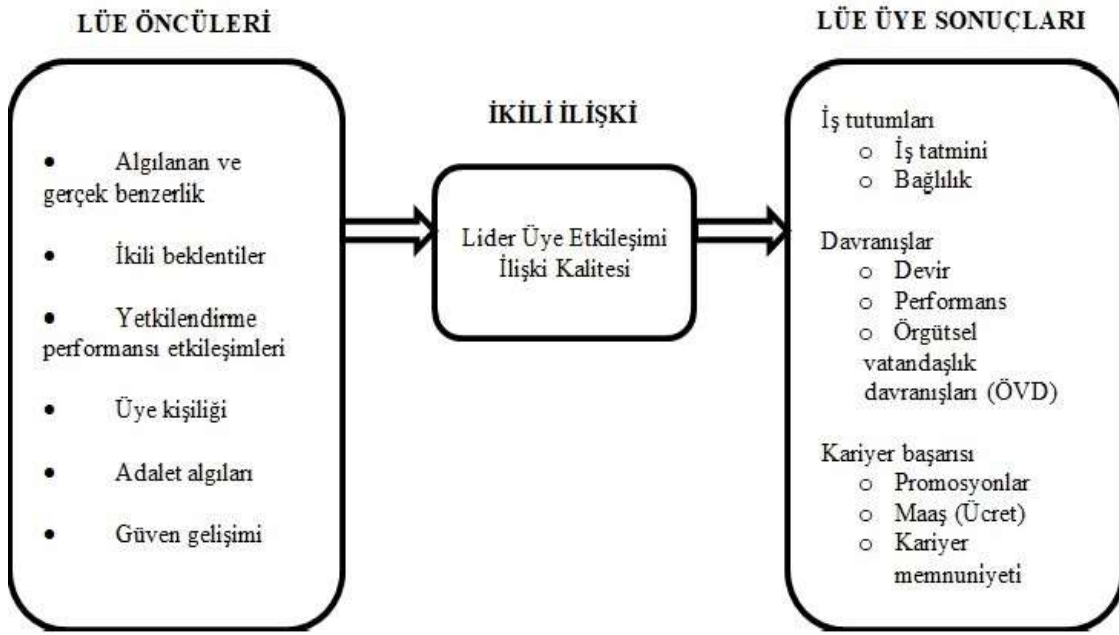 LÜE ÖNCÜLERİ
• Algılanan ve
gerçek benzerlik
• İkili beklentiler
• Yetkilendirme
performansı etkileşimleri
• Üye kişiliği
• Adalet algıları
• Güven gelişimi
İKİLİ İLİŞKİ
Lider Üye Etkileşimi
İlişki Kalitesi
LÜE ÜYE SONUÇLARI
İş tutumları
o İş tatmini
o Bağlılık
Davranışlar
o Devir
o Performans
o Örgütsel
vatandaşlık
davranışları (ÖVD)
Kariyer başarısı
o Promosyonlar
o Maaş (Ücret)
o Kariyer
memnuniyeti